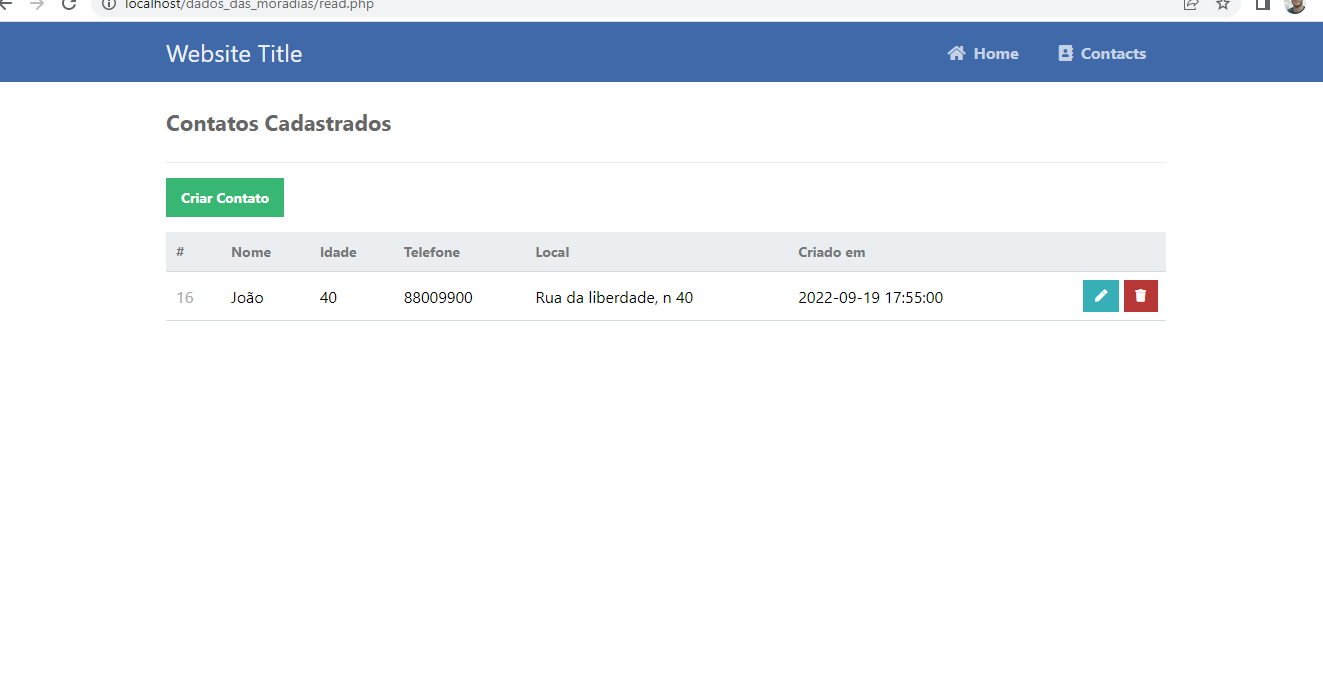 localhost/dados_das_moradias/read.php
Website Title Home Contacts
Contatos Cadastrados
Criar Contato
# Nome Idade Telefone Local Criado em
16 João 40 88009900 Rua da liberdade, n 40 2022-09-19 17:55:00